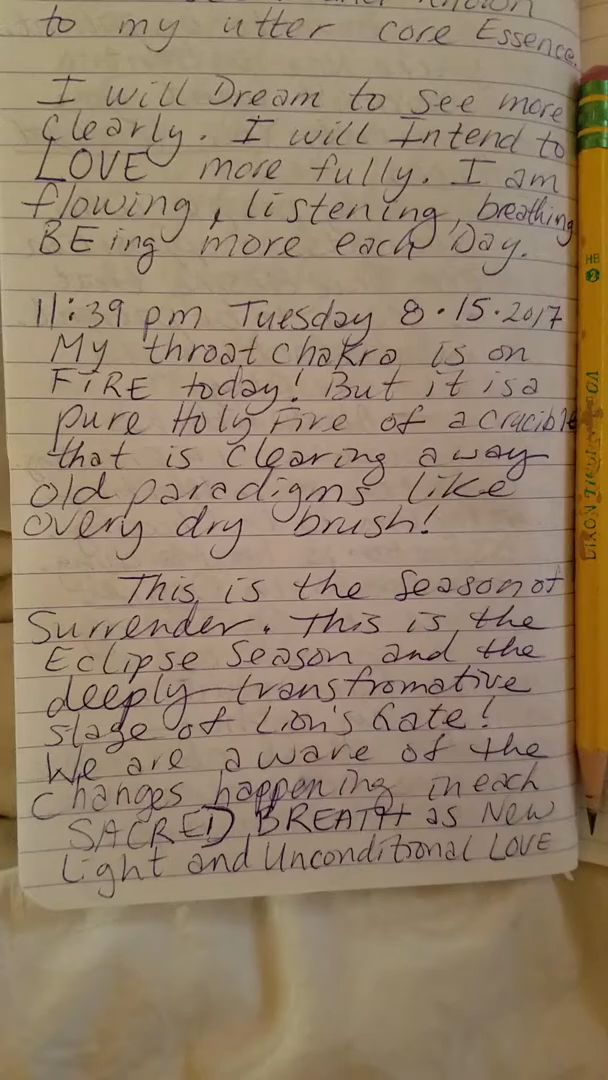 known
to my utter core Essence.
I will Dream to see more
Clearly. I will Intend to
LOVE more fully. I am
flowing, listening, breathing
BEing more each Day.
11:39 pm Tuesday 8.15.2017
My throat chakra is on
FiRE today! But it is a
pure Holy Fire of a Crucible
that is Clearing away
old paradigms like
overy dry brush!
This is the Season of
Surrender. This is the
Eclipse Season and the
deeply transfromative
stage of Lion's Gate!
We are aware of the
Changes happening in each
SACRED BREATH as New
Light and Unconditional LOVE
HB
2
DIXON